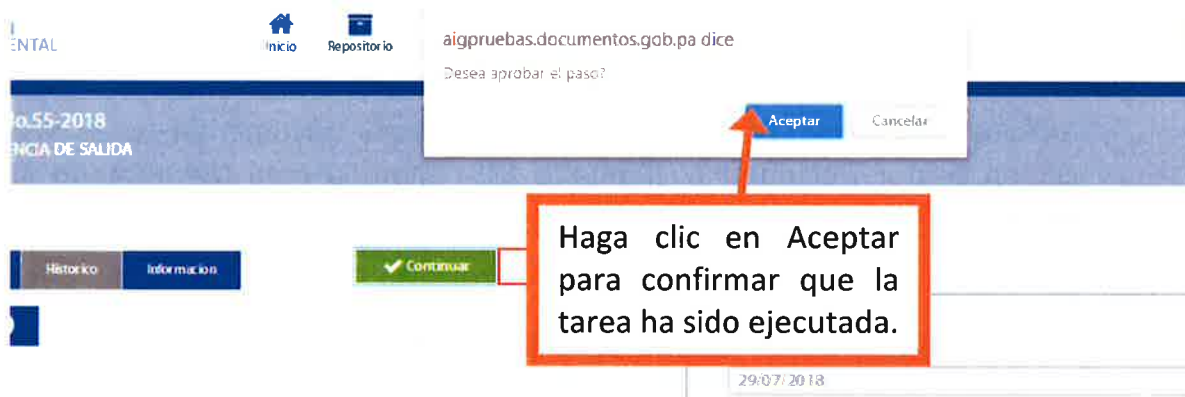 ENTAL
Inicio
Repositorio
aigpruebas.documentos.gob.pa dice
Desea aprobar el paso?
Aceptar
Cancelar
o.55-2018
NCIA DE SALIDA
Historico
Informacion
Continuar
Haga clic en Aceptar
para confirmar que la
tarea ha sido ejecutada.
29/07/2018